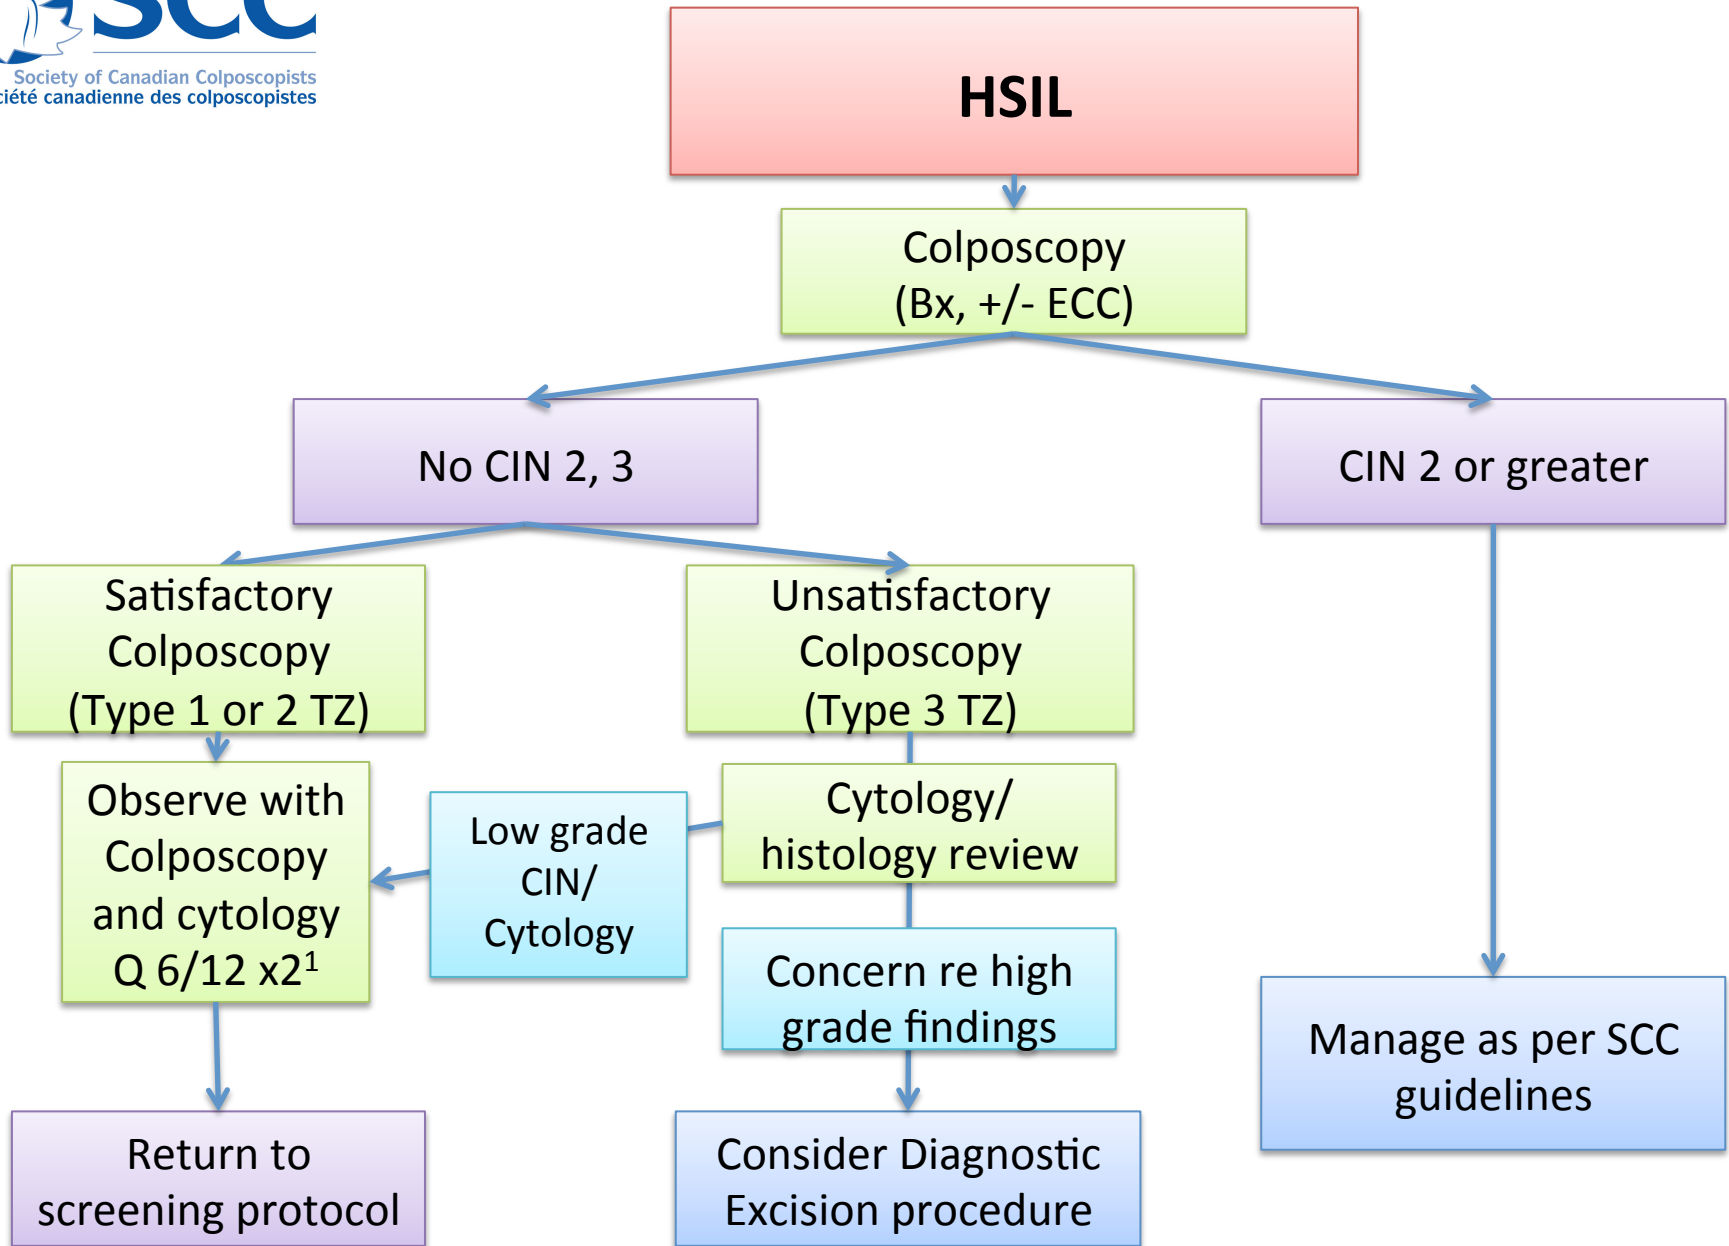 SCC
Society of Canadian Colposcopists
ciété canadienne des colposcopistes
HSIL
Colposcopy
(Bx, +/- ECC)
No CIN 2, 3
CIN 2 or greater
Satisfactory
Colposcopy
(Type 1 or 2 TZ)
Unsatisfactory
Colposcopy
(Type 3 TZ)
Observe with
Colposcopy
and cytology
Q 6/12 x2¹
Low grade
CIN/
Cytology
Cytology/
histology review
Concern re high
grade findings
Manage as per SCC
guidelines
Return to
screening protocol
Consider Diagnostic
Excision procedure